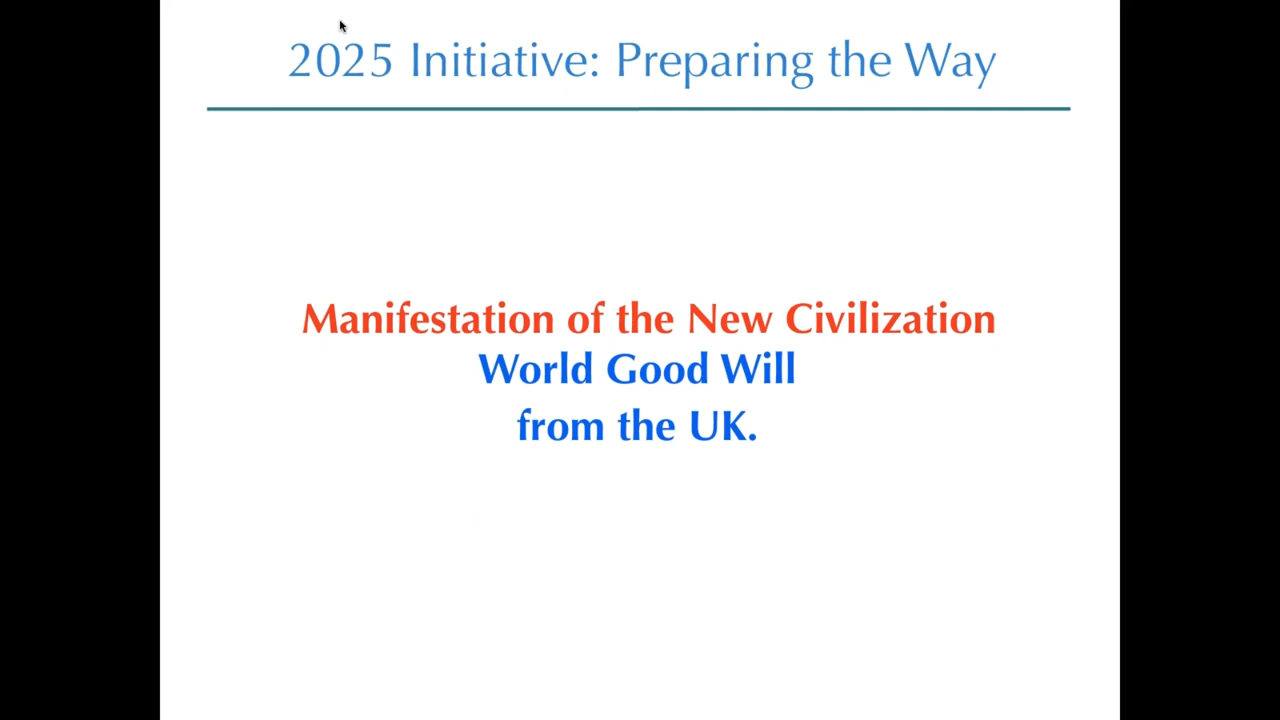 2025 Initiative: Preparing the Way
Manifestation of the New Civilization
World Good Will
from the UK.